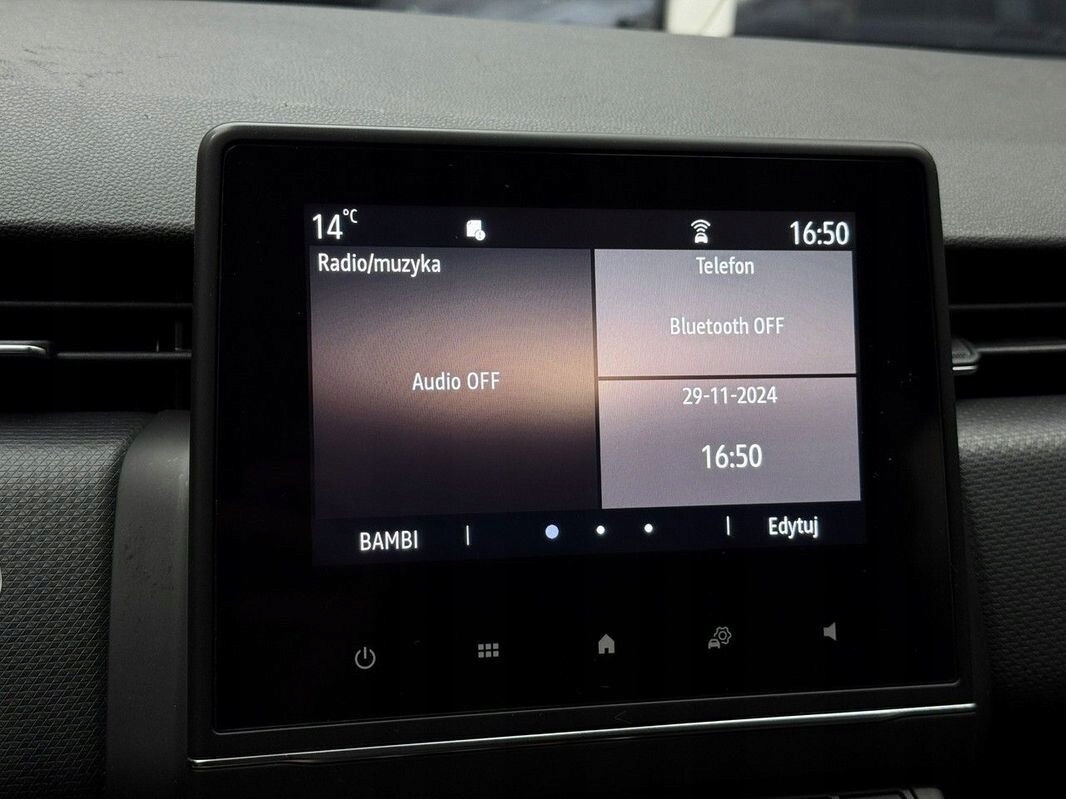 14°C 16:50
Radio/muzyka
Audio OFF
Telefon
Bluetooth OFF
29-11-2024
16:50
BAMBI | | Edytuj